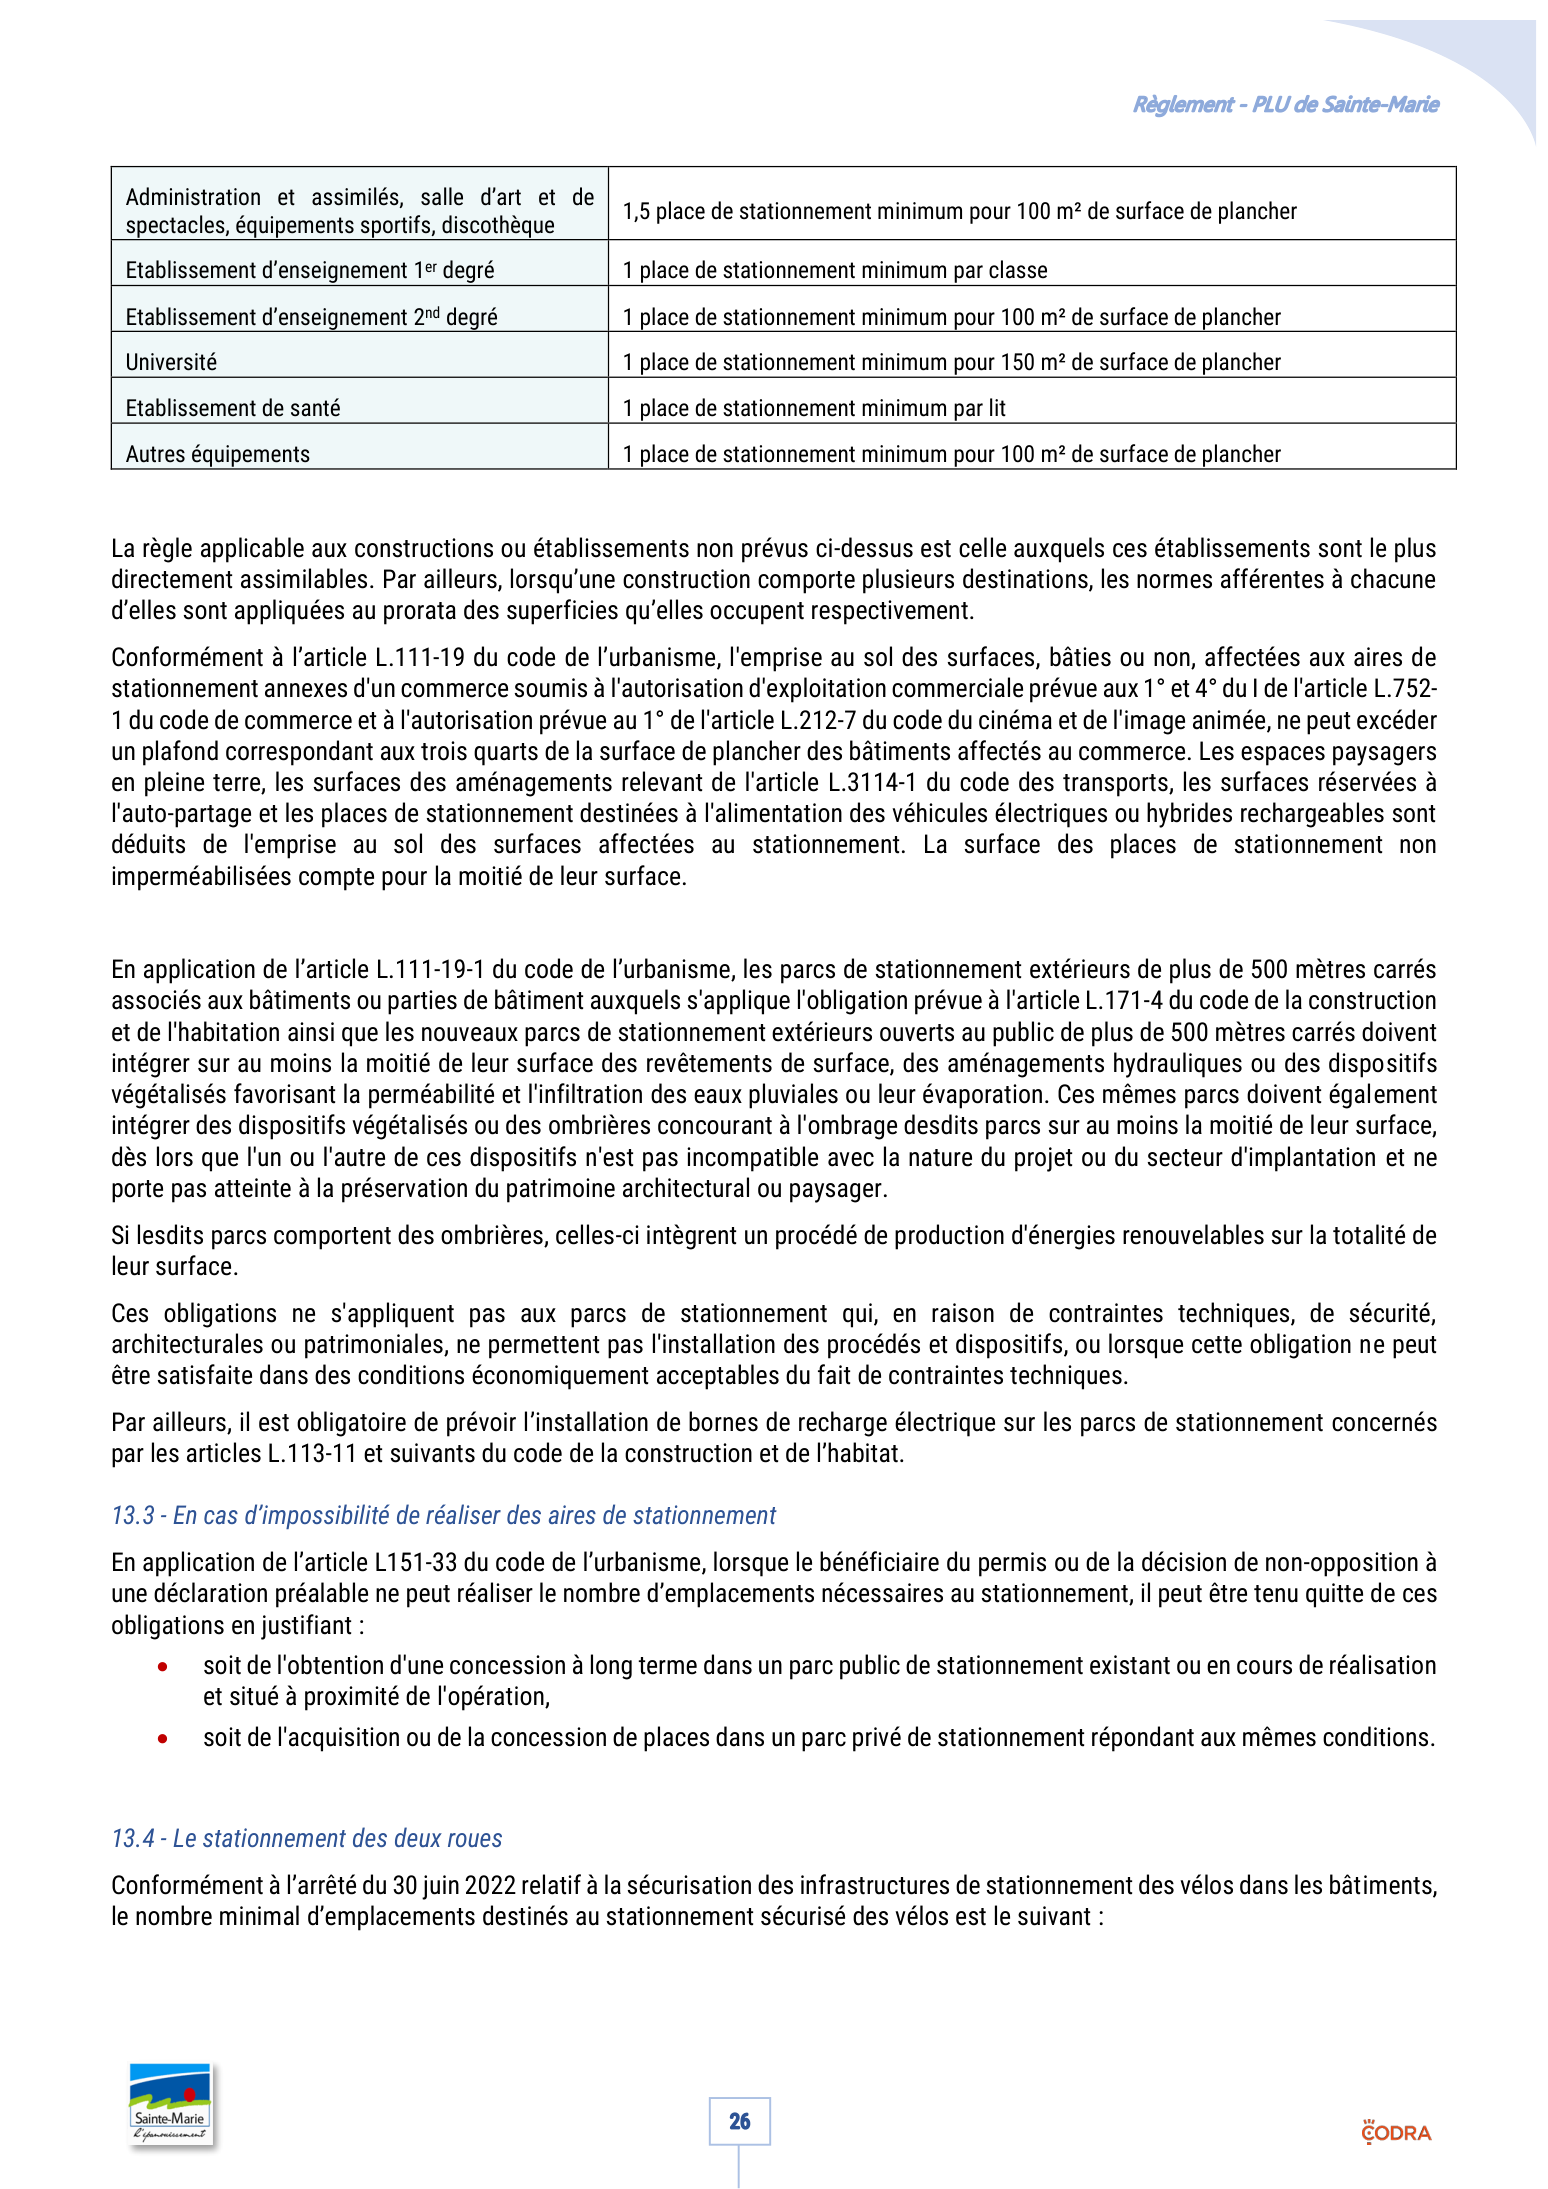 Règlement - PLU de Sainte-Marie
Administration et assimilés, salle d’art et de
spectacles, équipements sportifs, discothèque
1,5 place de stationnement minimum pour 100 m² de surface de plancher
Etablissement d’enseignement 1er degré
1 place de stationnement minimum par classe
Etablissement d’enseignement 2nd degré
1 place de stationnement minimum pour 100 m² de surface de plancher
Université
1 place de stationnement minimum pour 150 m² de surface de plancher
Etablissement de santé
1 place de stationnement minimum par lit
Autres équipements
1 place de stationnement minimum pour 100 m² de surface de plancher
La règle applicable aux constructions ou établissements non prévus ci-dessus est celle auxquels ces établissements sont le plus
directement assimilables. Par ailleurs, lorsqu’une construction comporte plusieurs destinations, les normes afférentes à chacune
d’elles sont appliquées au prorata des superficies qu’elles occupent respectivement.
Conformément à l’article L.111-19 du code de l’urbanisme, l'emprise au sol des surfaces, bâties ou non, affectées aux aires de
stationnement annexes d'un commerce soumis à l'autorisation d'exploitation commerciale prévue aux 1° et 4° du I de l'article L.752-
1 du code de commerce et à l'autorisation prévue au 1° de l'article L.212-7 du code du cinéma et de l'image animée, ne peut excéder
un plafond correspondant aux trois quarts de la surface de plancher des bâtiments affectés au commerce. Les espaces paysagers
en pleine terre, les surfaces des aménagements relevant de l'article L.3114-1 du code des transports, les surfaces réservées à
l'auto-partage et les places de stationnement destinées à l'alimentation des véhicules électriques ou hybrides rechargeables sont
déduits de l'emprise au sol des surfaces affectées au stationnement. La surface des places de stationnement non
imperméabilisées compte pour la moitié de leur surface.
En application de l’article L.111-19-1 du code de l’urbanisme, les parcs de stationnement extérieurs de plus de 500 mètres carrés
associés aux bâtiments ou parties de bâtiment auxquels s'applique l'obligation prévue à l'article L.171-4 du code de la construction
et de l'habitation ainsi que les nouveaux parcs de stationnement extérieurs ouverts au public de plus de 500 mètres carrés doivent
intégrer sur au moins la moitié de leur surface des revêtements de surface, des aménagements hydrauliques ou des dispositifs
végétalisés favorisant la perméabilité et l'infiltration des eaux pluviales ou leur évaporation. Ces mêmes parcs doivent également
intégrer des dispositifs végétalisés ou des ombrières concourant à l'ombrage desdits parcs sur au moins la moitié de leur surface,
dès lors que l'un ou l'autre de ces dispositifs n'est pas incompatible avec la nature du projet ou du secteur d'implantation et ne
porte pas atteinte à la préservation du patrimoine architectural ou paysager.
Si lesdits parcs comportent des ombrières, celles-ci intègrent un procédé de production d'énergies renouvelables sur la totalité de
leur surface.
Ces obligations ne s'appliquent pas aux parcs de stationnement qui, en raison de contraintes techniques, de sécurité,
architecturales ou patrimoniales, ne permettent pas l'installation des procédés et dispositifs, ou lorsque cette obligation ne peut
être satisfaite dans des conditions économiquement acceptables du fait de contraintes techniques.
Par ailleurs, il est obligatoire de prévoir l’installation de bornes de recharge électrique sur les parcs de stationnement concernés
par les articles L.113-11 et suivants du code de la construction et de l’habitat.
13.3 - En cas d’impossibilité de réaliser des aires de stationnement
En application de l’article L151-33 du code de l’urbanisme, lorsque le bénéficiaire du permis ou de la décision de non-opposition à
une déclaration préalable ne peut réaliser le nombre d’emplacements nécessaires au stationnement, il peut être tenu quitte de ces
obligations en justifiant :
• soit de l'obtention d'une concession à long terme dans un parc public de stationnement existant ou en cours de réalisation
et situé à proximité de l'opération,
• soit de l'acquisition ou de la concession de places dans un parc privé de stationnement répondant aux mêmes conditions.
13.4 - Le stationnement des deux roues
Conformément à l’arrêté du 30 juin 2022 relatif à la sécurisation des infrastructures de stationnement des vélos dans les bâtiments,
le nombre minimal d’emplacements destinés au stationnement sécurisé des vélos est le suivant :
Sainte-Marie
l'épanouissement
26
CODRA